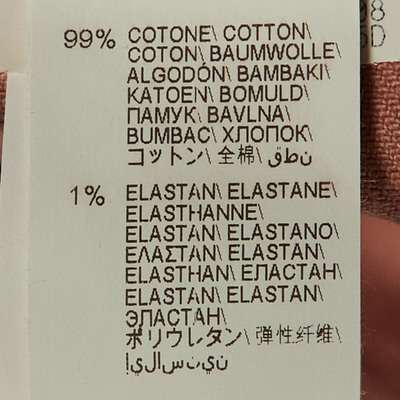 99% COTONE\ COTTON\
COTON\ BAUMWOLLE\
ALGODÓN\ BAMBAKI\
KATOEN\ BOMULD\
ПАМУК\ BAVLNA\
BUMBAC\ ХЛОПОК\
コットン\ 全棉\ نطق
1% ELASTAN\ ELASTANE\
ELASTHANNE\
ELASTAN\ ELASTANO\
ΕΛΑΣΤΑΝ\ ELASTAN\
ELASTHAN\ ЕЛАСТАН\
ELASTAN\ ELASTAN\
ЭЛАСТАН\
ポリウレタン\ 弹性纤维\
98